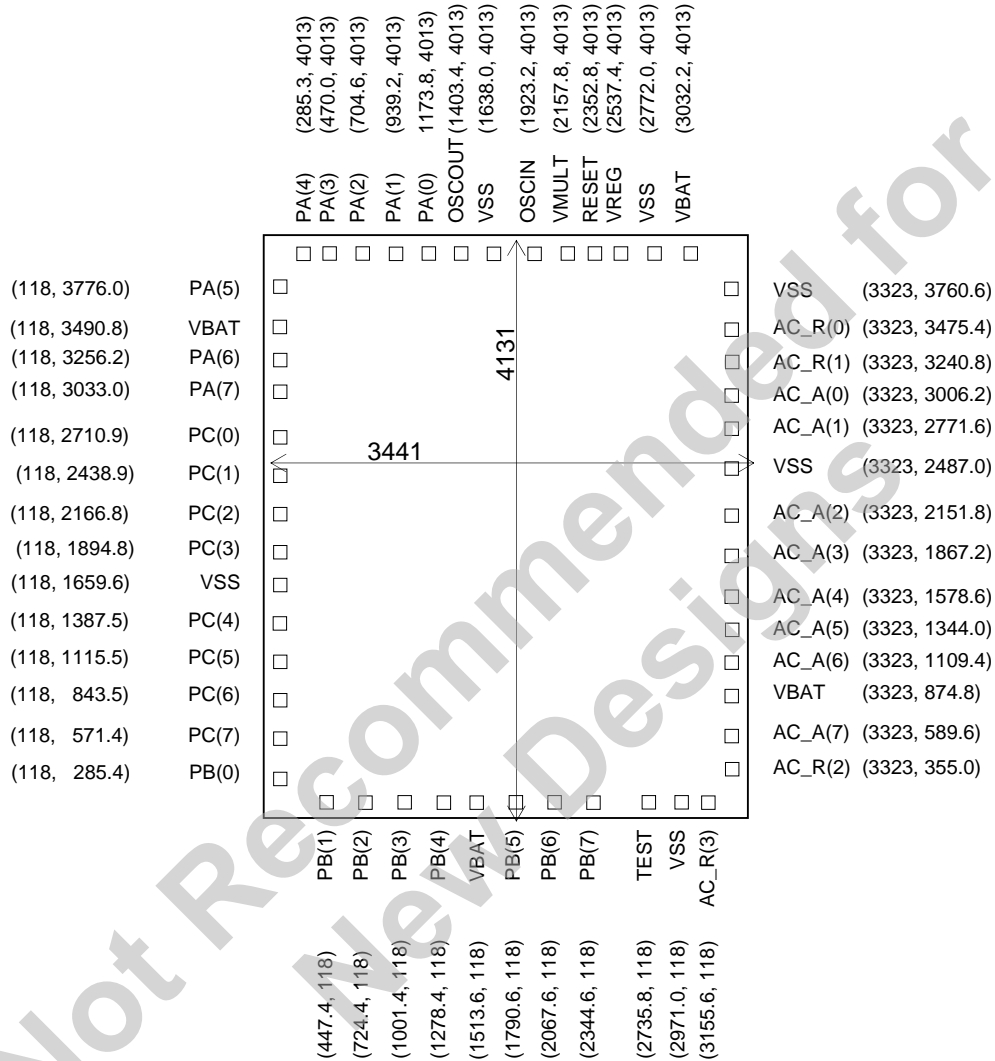 (285.3, 4013)
(470.0, 4013)
(704.6, 4013)
(939.2, 4013)
1173.8, 4013)
(1403.4, 4013)
(1638.0, 4013)
(1923.2, 4013)
(2157.8, 4013)
(2352.8, 4013)
(2537.4, 4013)
(2772.0, 4013)
(3032.2, 4013)
PA(4)
PA(3)
PA(2)
PA(1)
PA(0)
OSCOUT
VSS
OSCIN
VMULT
RESET
VREG
VSS
VBAT
(118, 3776.0) PA(5)
(118, 3490.8) VBAT
(118, 3256.2) PA(6)
(118, 3033.0) PA(7)
(118, 2710.9) PC(0)
(118, 2438.9) PC(1)
(118, 2166.8) PC(2)
(118, 1894.8) PC(3)
(118, 1659.6) VSS
(118, 1387.5) PC(4)
(118, 1115.5) PC(5)
(118, 843.5) PC(6)
(118, 571.4) PC(7)
(118, 285.4) PB(0)
4131
3441
VSS (3323, 3760.6)
AC_R(0) (3323, 3475.4)
AC_R(1) (3323, 3240.8)
AC_A(0) (3323, 3006.2)
AC_A(1) (3323, 2771.6)
VSS (3323, 2487.0)
AC_A(2) (3323, 2151.8)
AC_A(3) (3323, 1867.2)
AC_A(4) (3323, 1578.6)
AC_A(5) (3323, 1344.0)
AC_A(6) (3323, 1109.4)
VBAT (3323, 874.8)
AC_A(7) (3323, 589.6)
AC_R(2) (3323, 355.0)
PB(1)
PB(2)
PB(3)
PB(4)
VBAT
PB(5)
PB(6)
PB(7)
TEST
VSS
AC_R(3)
(447.4, 118)
(724.4, 118)
(1001.4, 118)
(1278.4, 118)
(1513.6, 118)
(1790.6, 118)
(2067.6, 118)
(2344.6, 118)
(2735.8, 118)
(2971.0, 118)
(3155.6, 118)
Not Recommended for
New Designs